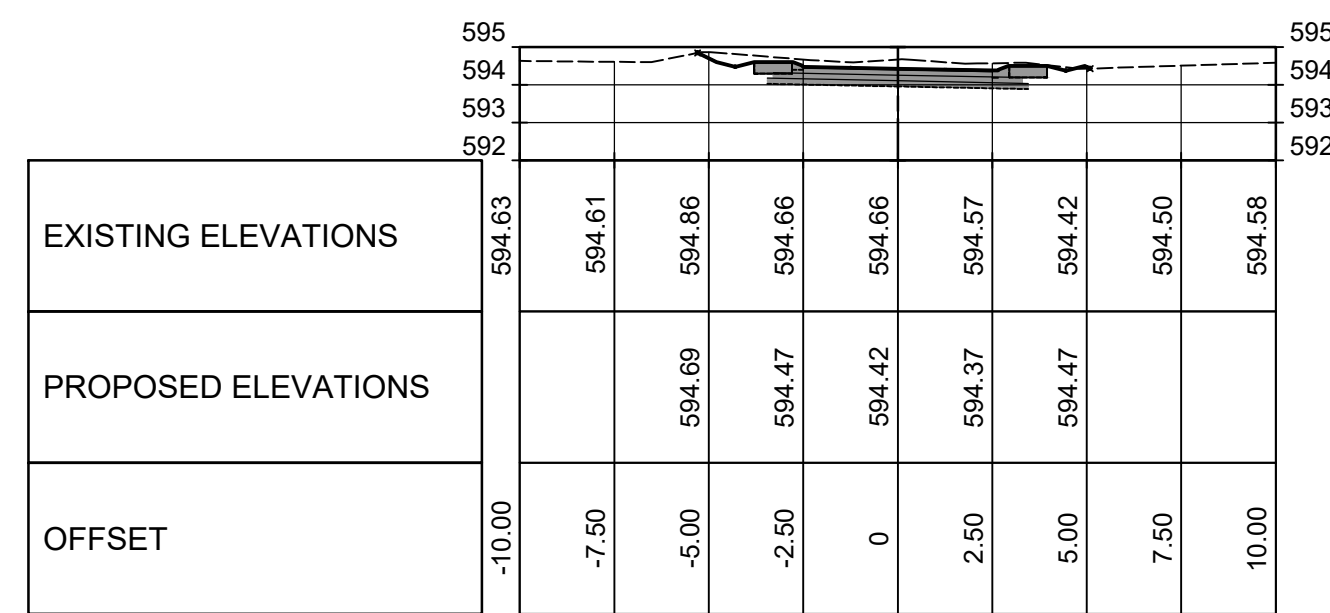 595 595
594 594
593 593
592 592
EXISTING ELEVATIONS 594.63 594.61 594.86 594.66 594.66 594.57 594.42 594.50 594.58
PROPOSED ELEVATIONS 594.69 594.47 594.42 594.37 594.47
OFFSET -10.00 -7.50 -5.00 -2.50 0 2.50 5.00 7.50 10.00